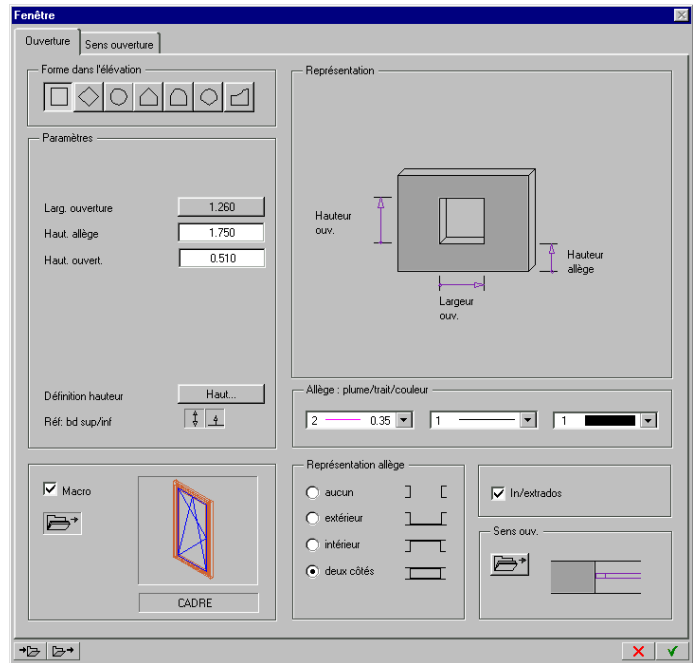 Fenêtre
Ouverture
Sens ouverture
Forme dans l'élévation
Représentation
Paramètres
Larg. ouverture 1.260
Haut. allège 1.750
Haut. ouvert. 0.510
Hauteur
ouv.
Hauteur
allège
Largeur
ouv.
Définition hauteur Haut...
Réf: bd sup/inf
Allège : plume/trait/couleur
2 0.35 1 1
Macro
CADRE
Représentation allège
aucun
extérieur
intérieur
deux côtés
In/extrados
Sens ouv.